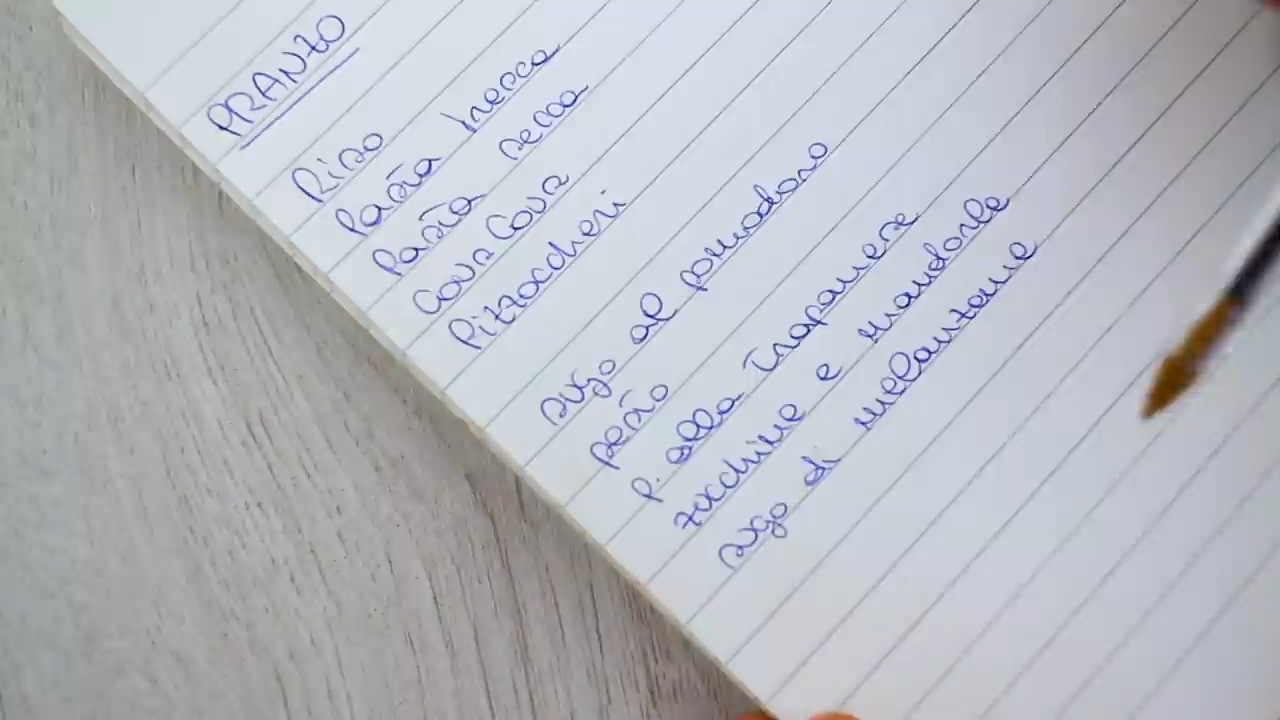 PRANZO
Riso
Pasta fresca
Pasta secca
Cous Cous
Pizzoccheri
sugo al pomodoro
pesto
p. alla Trapanese
zucchine e mandorle
sugo di melanzane